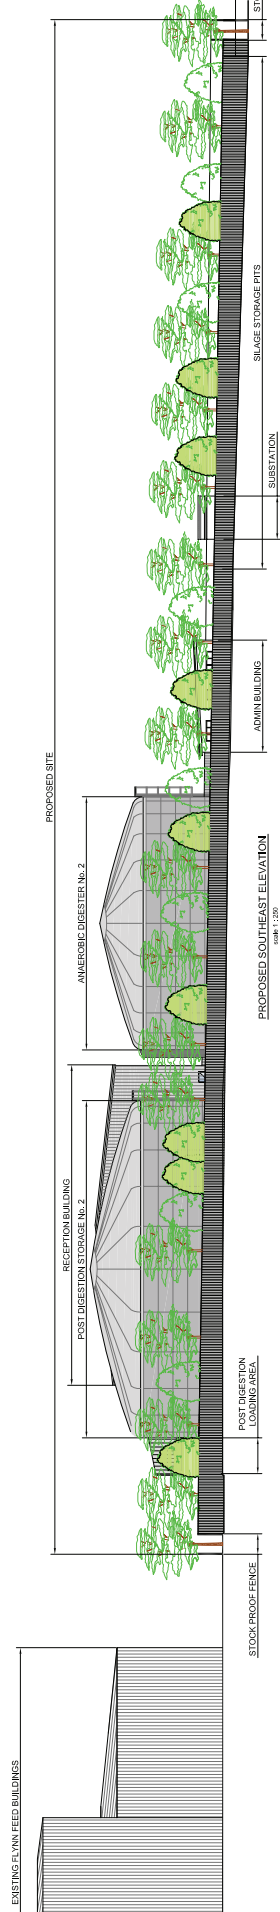 EXISTING FLYNN FEED BUILDINGS
PROPOSED SITE
RECEPTION BUILDING
POST DIGESTION STORAGE No. 2
ANAEROBIC DIGESTER No. 2
STOCK PROOF FENCE
POST DIGESTION
LOADING AREA
ADMIN BUILDING
SUBSTATION
SILAGE STORAGE PITS
PROPOSED SOUTHEAST ELEVATION
scale 1 : 250